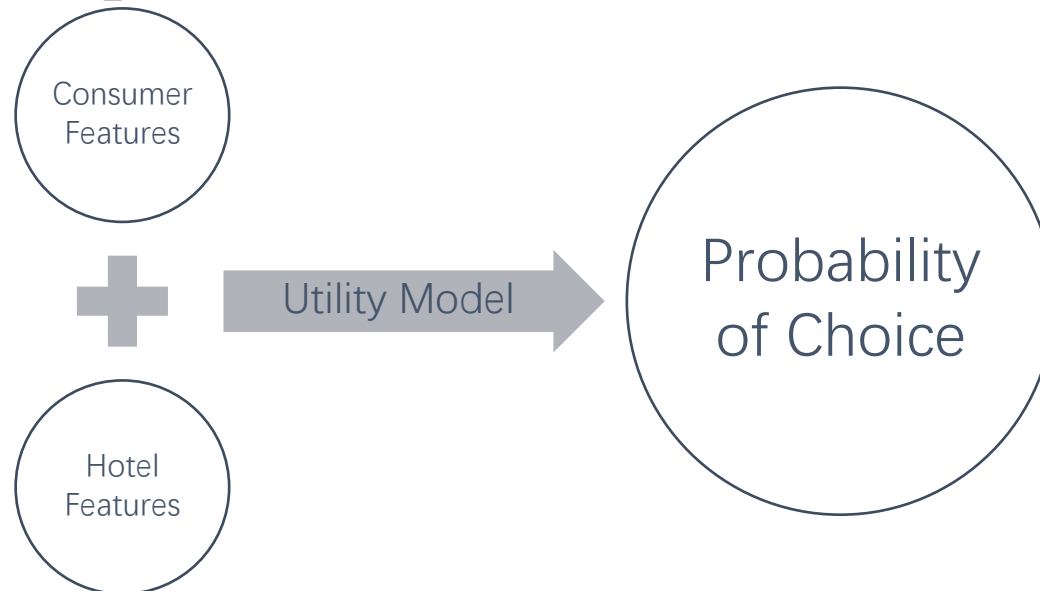 Consumer
Features
Utility Model
Hotel
Features
Probability
of Choice